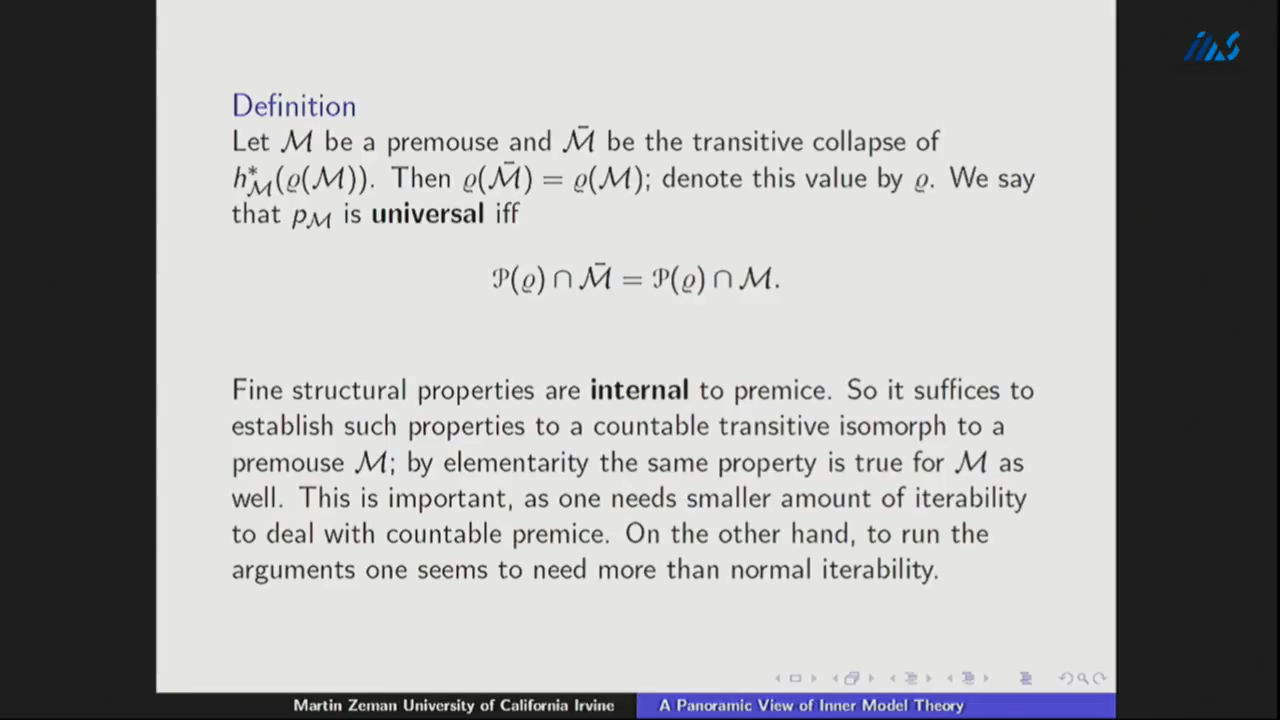 Definition
Let ℳ be a premouse and ℳ̄ be the transitive collapse of
h*_ℳ(ϱ(ℳ)). Then ϱ(ℳ̄) = ϱ(ℳ); denote this value by ϱ. We say
that p_ℳ is universal iff
𝒫(ϱ) ∩ ℳ̄ = 𝒫(ϱ) ∩ ℳ.
Fine structural properties are internal to premice. So it suffices to
establish such properties to a countable transitive isomorph to a
premouse ℳ; by elementarity the same property is true for ℳ as
well. This is important, as one needs smaller amount of iterability
to deal with countable premice. On the other hand, to run the
arguments one seems to need more than normal iterability.
Martin Zeman University of California Irvine
A Panoramic View of Inner Model Theory